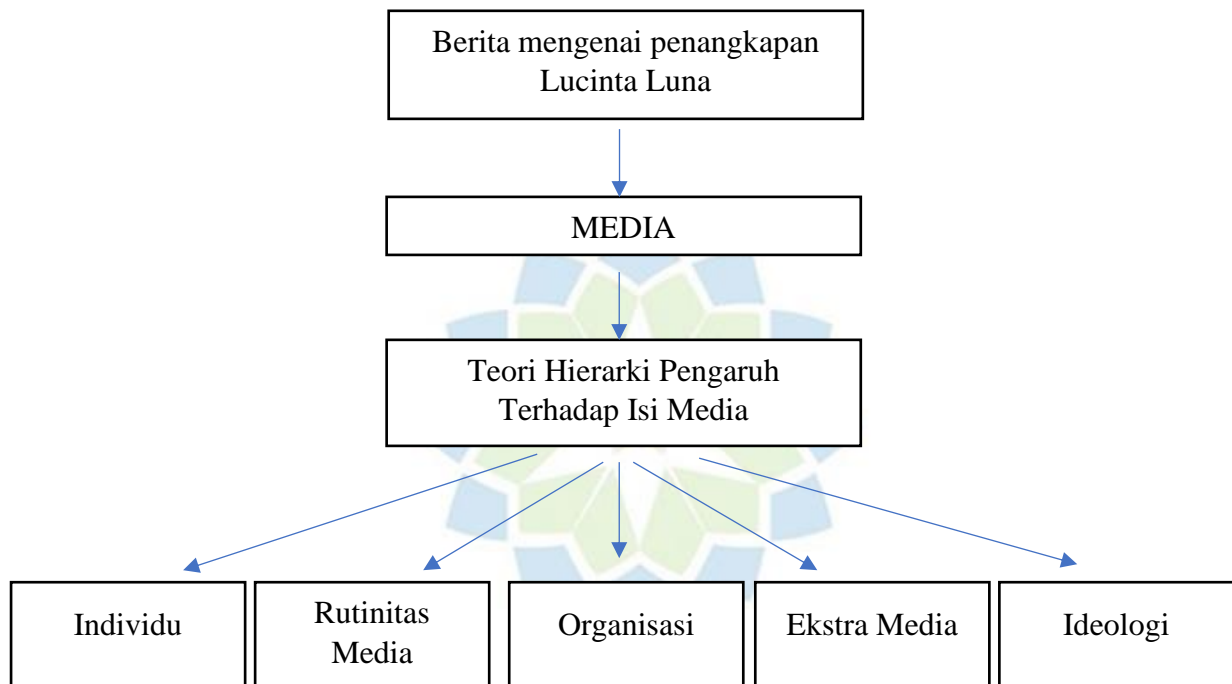 Berita mengenai penangkapan
Lucinta Luna
MEDIA
Teori Hierarki Pengaruh
Terhadap Isi Media
Individu
Rutinitas
Media
Organisasi
Ekstra Media
Ideologi